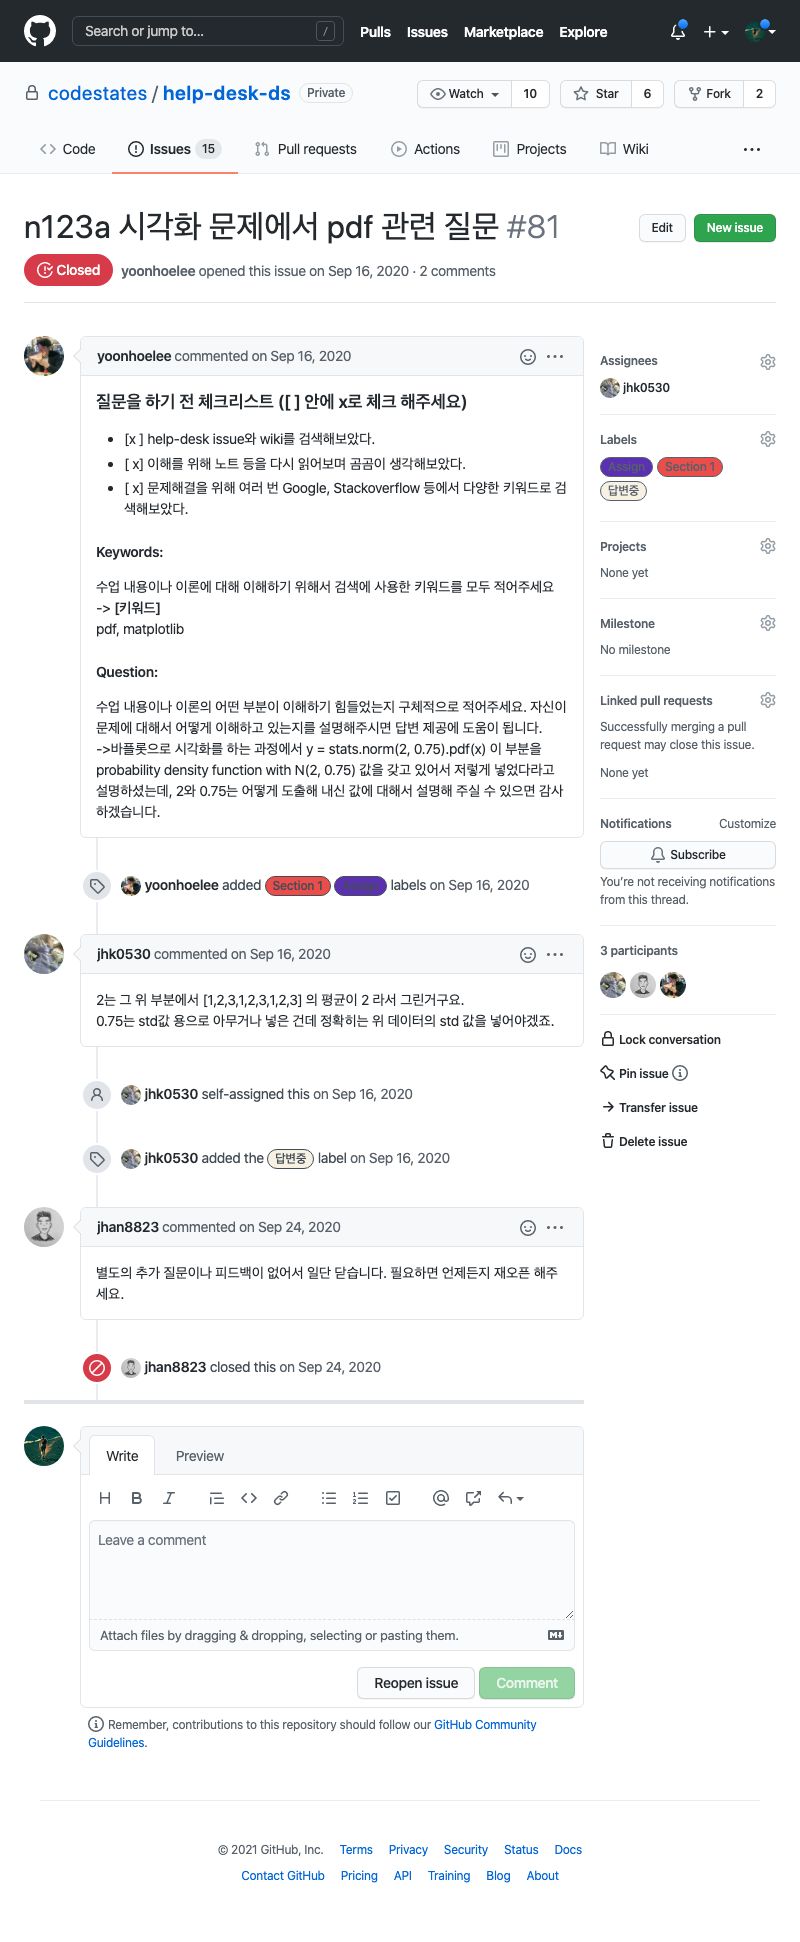 Search or jump to... /
Pulls Issues Marketplace Explore
codestates / help-desk-ds Private
Watch 10 Star 6 Fork 2
Code Issues 15 Pull requests Actions Projects Wiki ...
n123a 시각화 문제에서 pdf 관련 질문 #81
Edit New issue
Closed yoonhoelee opened this issue on Sep 16, 2020 · 2 comments
yoonhoelee commented on Sep 16, 2020
질문을 하기 전 체크리스트 ([ ] 안에 x로 체크 해주세요)
• [x ] help-desk issue와 wiki를 검색해보았다.
• [ x] 이해를 위해 노트 등을 다시 읽어보며 곰곰이 생각해보았다.
• [ x] 문제해결을 위해 여러 번 Google, Stackoverflow 등에서 다양한 키워드로 검
색해보았다.
Keywords:
수업 내용이나 이론에 대해 이해하기 위해서 검색에 사용한 키워드를 모두 적어주세요
-> [키워드]
pdf, matplotlib
Question:
수업 내용이나 이론의 어떤 부분이 이해하기 힘들었는지 구체적으로 적어주세요. 자신이
문제에 대해서 어떻게 이해하고 있는지를 설명해주시면 답변 제공에 도움이 됩니다.
->바플롯으로 시각화를 하는 과정에서 y = stats.norm(2, 0.75).pdf(x) 이 부분을
probability density function with N(2, 0.75) 값을 갖고 있어서 저렇게 넣었다라고
설명하셨는데, 2와 0.75는 어떻게 도출해 내신 값에 대해서 설명해 주실 수 있으면 감사
하겠습니다.
yoonhoelee added Section 1 Assign labels on Sep 16, 2020
jhk0530 commented on Sep 16, 2020
2는 그 위 부분에서 [1,2,3,1,2,3,1,2,3] 의 평균이 2 라서 그린거구요.
0.75는 std값 용으로 아무거나 넣은 건데 정확히는 위 데이터의 std 값을 넣어야겠죠.
jhk0530 self-assigned this on Sep 16, 2020
jhk0530 added the 답변중 label on Sep 16, 2020
jhan8823 commented on Sep 24, 2020
별도의 추가 질문이나 피드백이 없어서 일단 닫습니다. 필요하면 언제든지 재오픈 해주
세요.
jhan8823 closed this on Sep 24, 2020
Write Preview
H B I @
Leave a comment
Attach files by dragging & dropping, selecting or pasting them.
Reopen issue Comment
Remember, contributions to this repository should follow our GitHub Community
Guidelines.
Assignees
jhk0530
Labels
Assign Section 1
답변중
Projects
None yet
Milestone
No milestone
Linked pull requests
Successfully merging a pull
request may close this issue.
None yet
Notifications Customize
Subscribe
You're not receiving notifications
from this thread.
3 participants
Lock conversation
Pin issue
Transfer issue
Delete issue
© 2021 GitHub, Inc. Terms Privacy Security Status Docs
Contact GitHub Pricing API Training Blog About